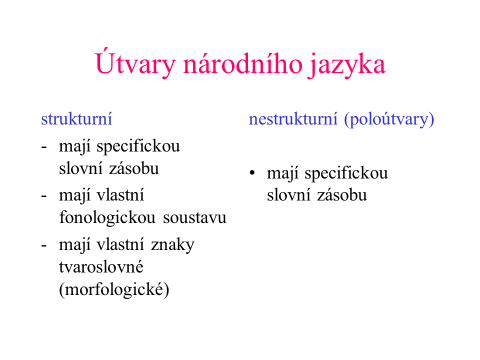 Útvary národního jazyka
strukturní
- mají specifickou
slovní zásobu
- mají vlastní
fonologickou soustavu
- mají vlastní znaky
tvaroslovné
(morfologické)
nestrukturní (poloútvary)
• mají specifickou
slovní zásobu